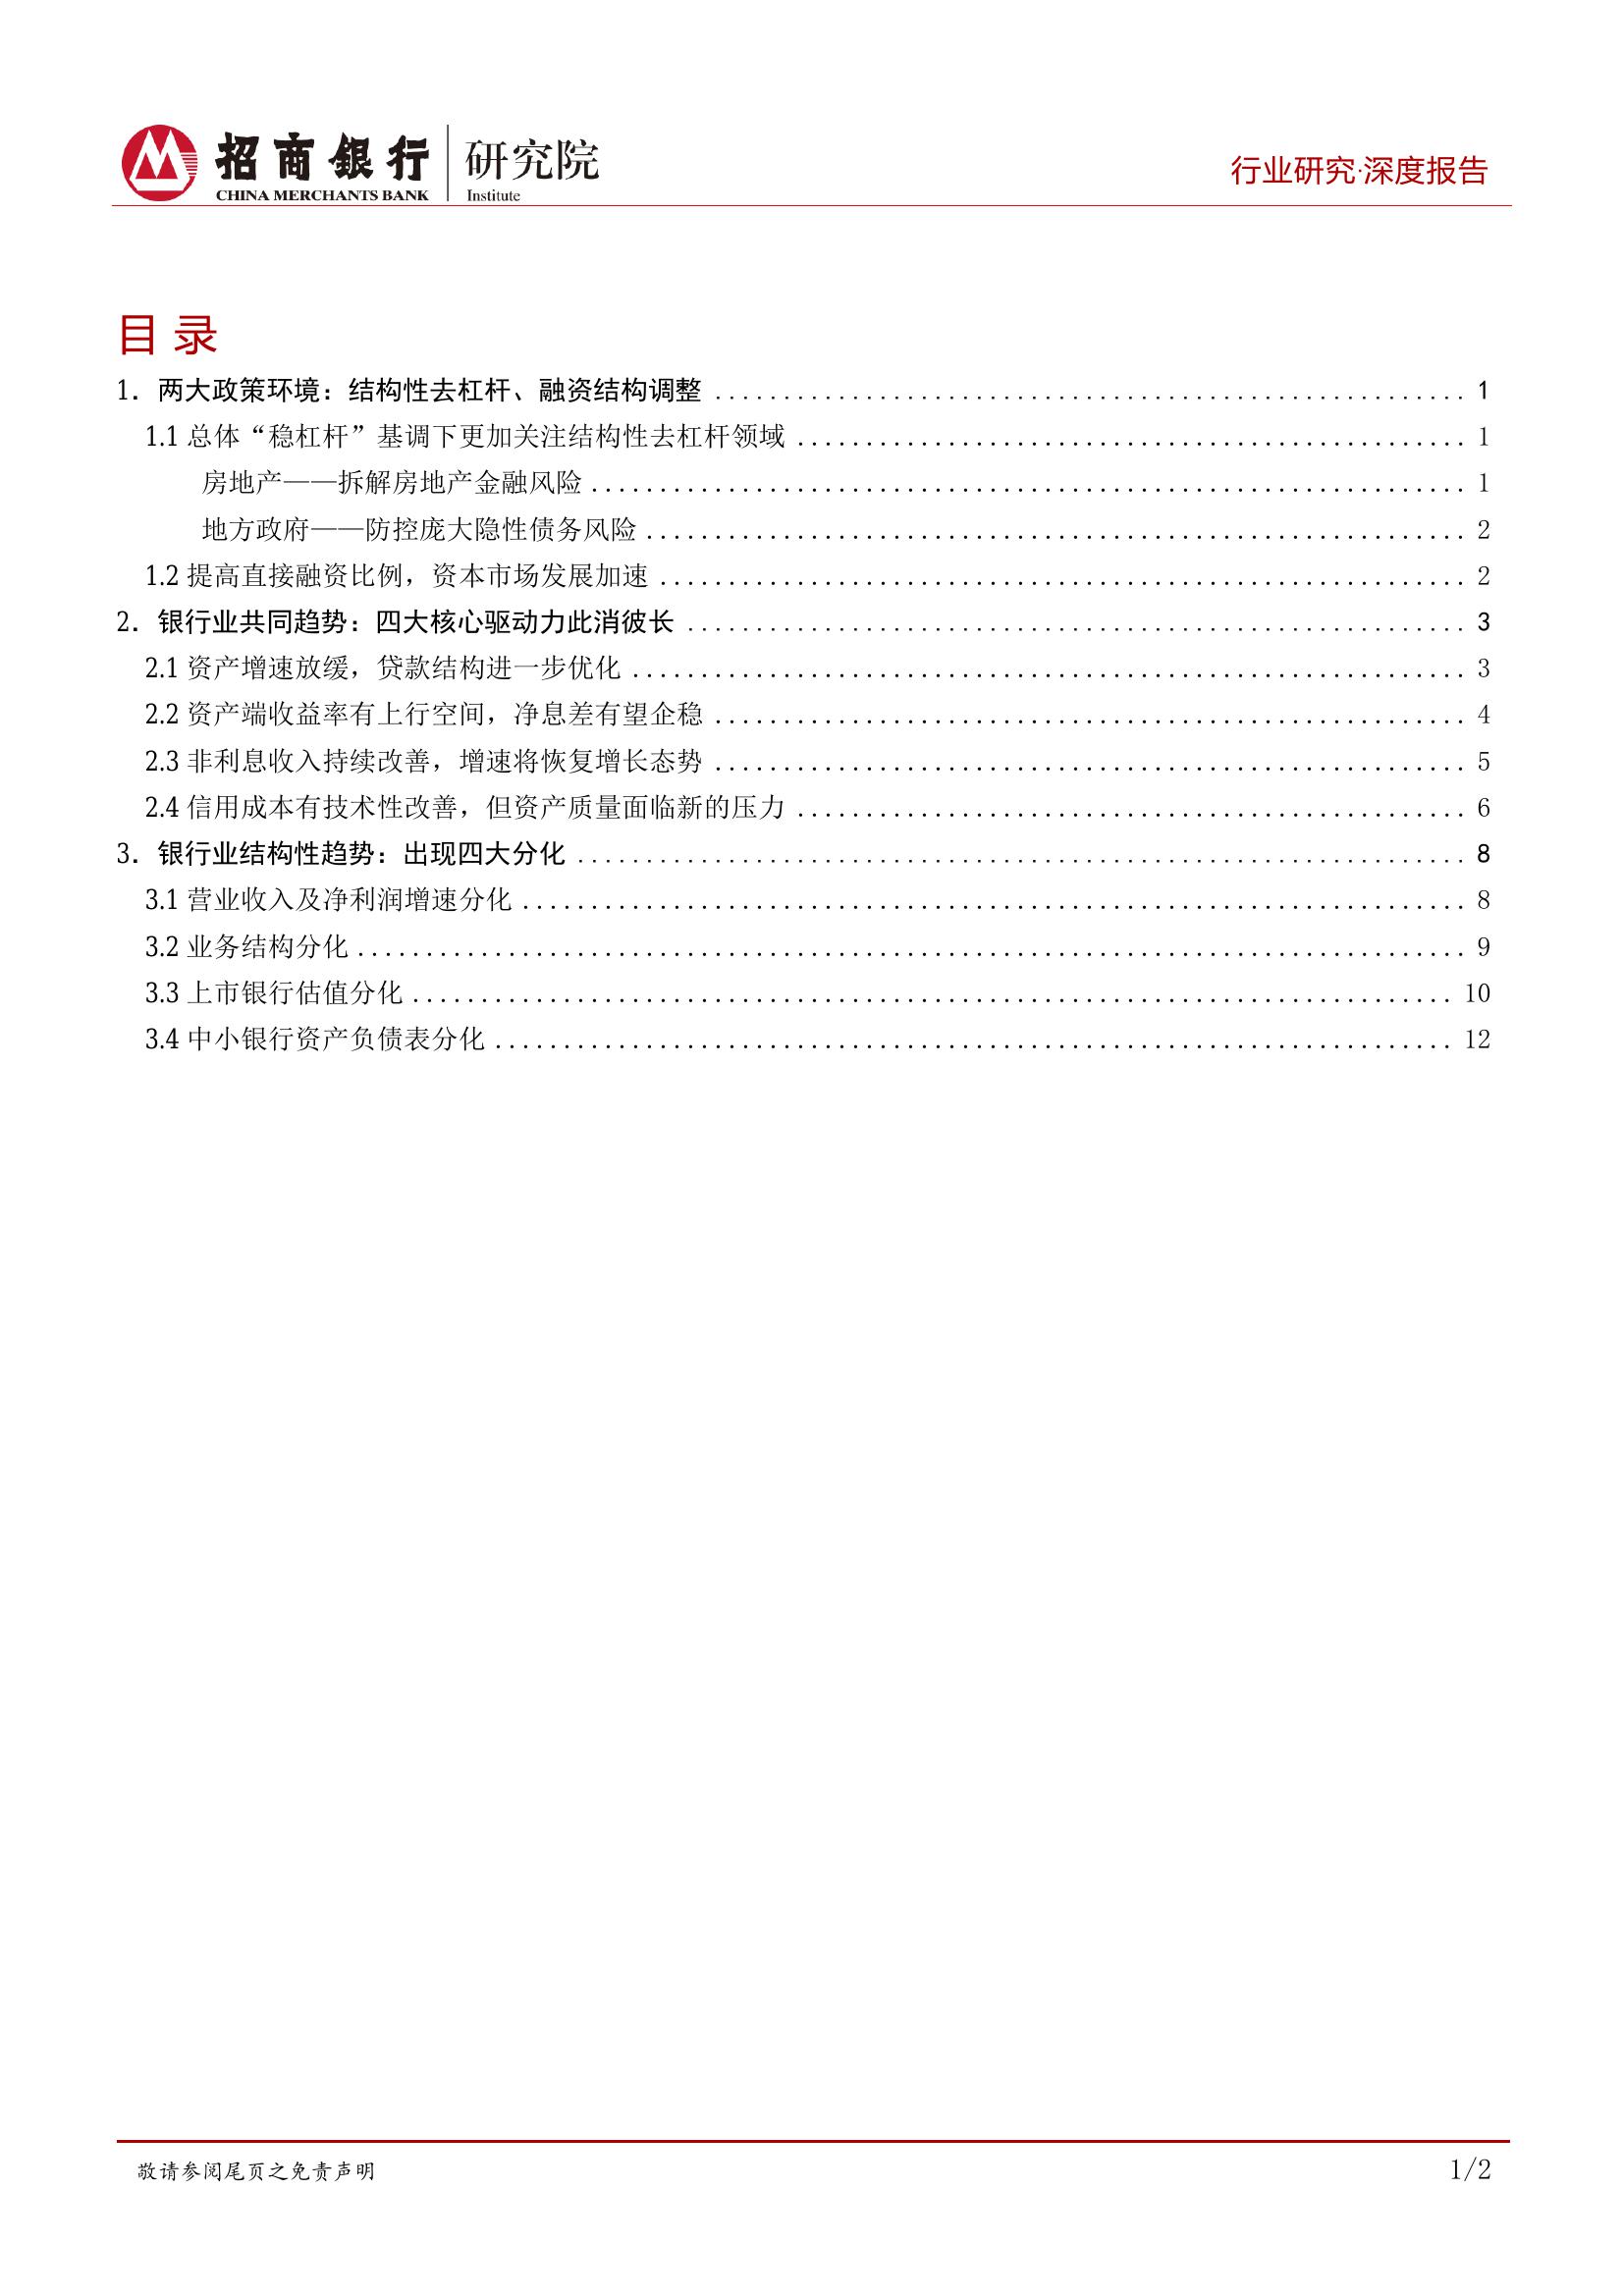 招商银行 研究院
CHINA MERCHANTS BANK Institute
行业研究·深度报告
目 录
1. 两大政策环境：结构性去杠杆、融资结构调整 ........ 1
1.1 总体“稳杠杆”基调下更加关注结构性去杠杆领域 ........ 1
房地产——拆解房地产金融风险 ........ 1
地方政府——防控庞大隐性债务风险 ........ 2
1.2 提高直接融资比例，资本市场发展加速 ........ 2
2. 银行业共同趋势：四大核心驱动力此消彼长 ........ 3
2.1 资产增速放缓，贷款结构进一步优化 ........ 3
2.2 资产端收益率有上行空间，净息差有望企稳 ........ 4
2.3 非利息收入持续改善，增速将恢复增长态势 ........ 5
2.4 信用成本有技术性改善，但资产质量面临新的压力 ........ 6
3. 银行业结构性趋势：出现四大分化 ........ 8
3.1 营业收入及净利润增速分化 ........ 8
3.2 业务结构分化 ........ 9
3.3 上市银行估值分化 ........ 10
3.4 中小银行资产负债表分化 ........ 12
敬请参阅尾页之免责声明
1/2